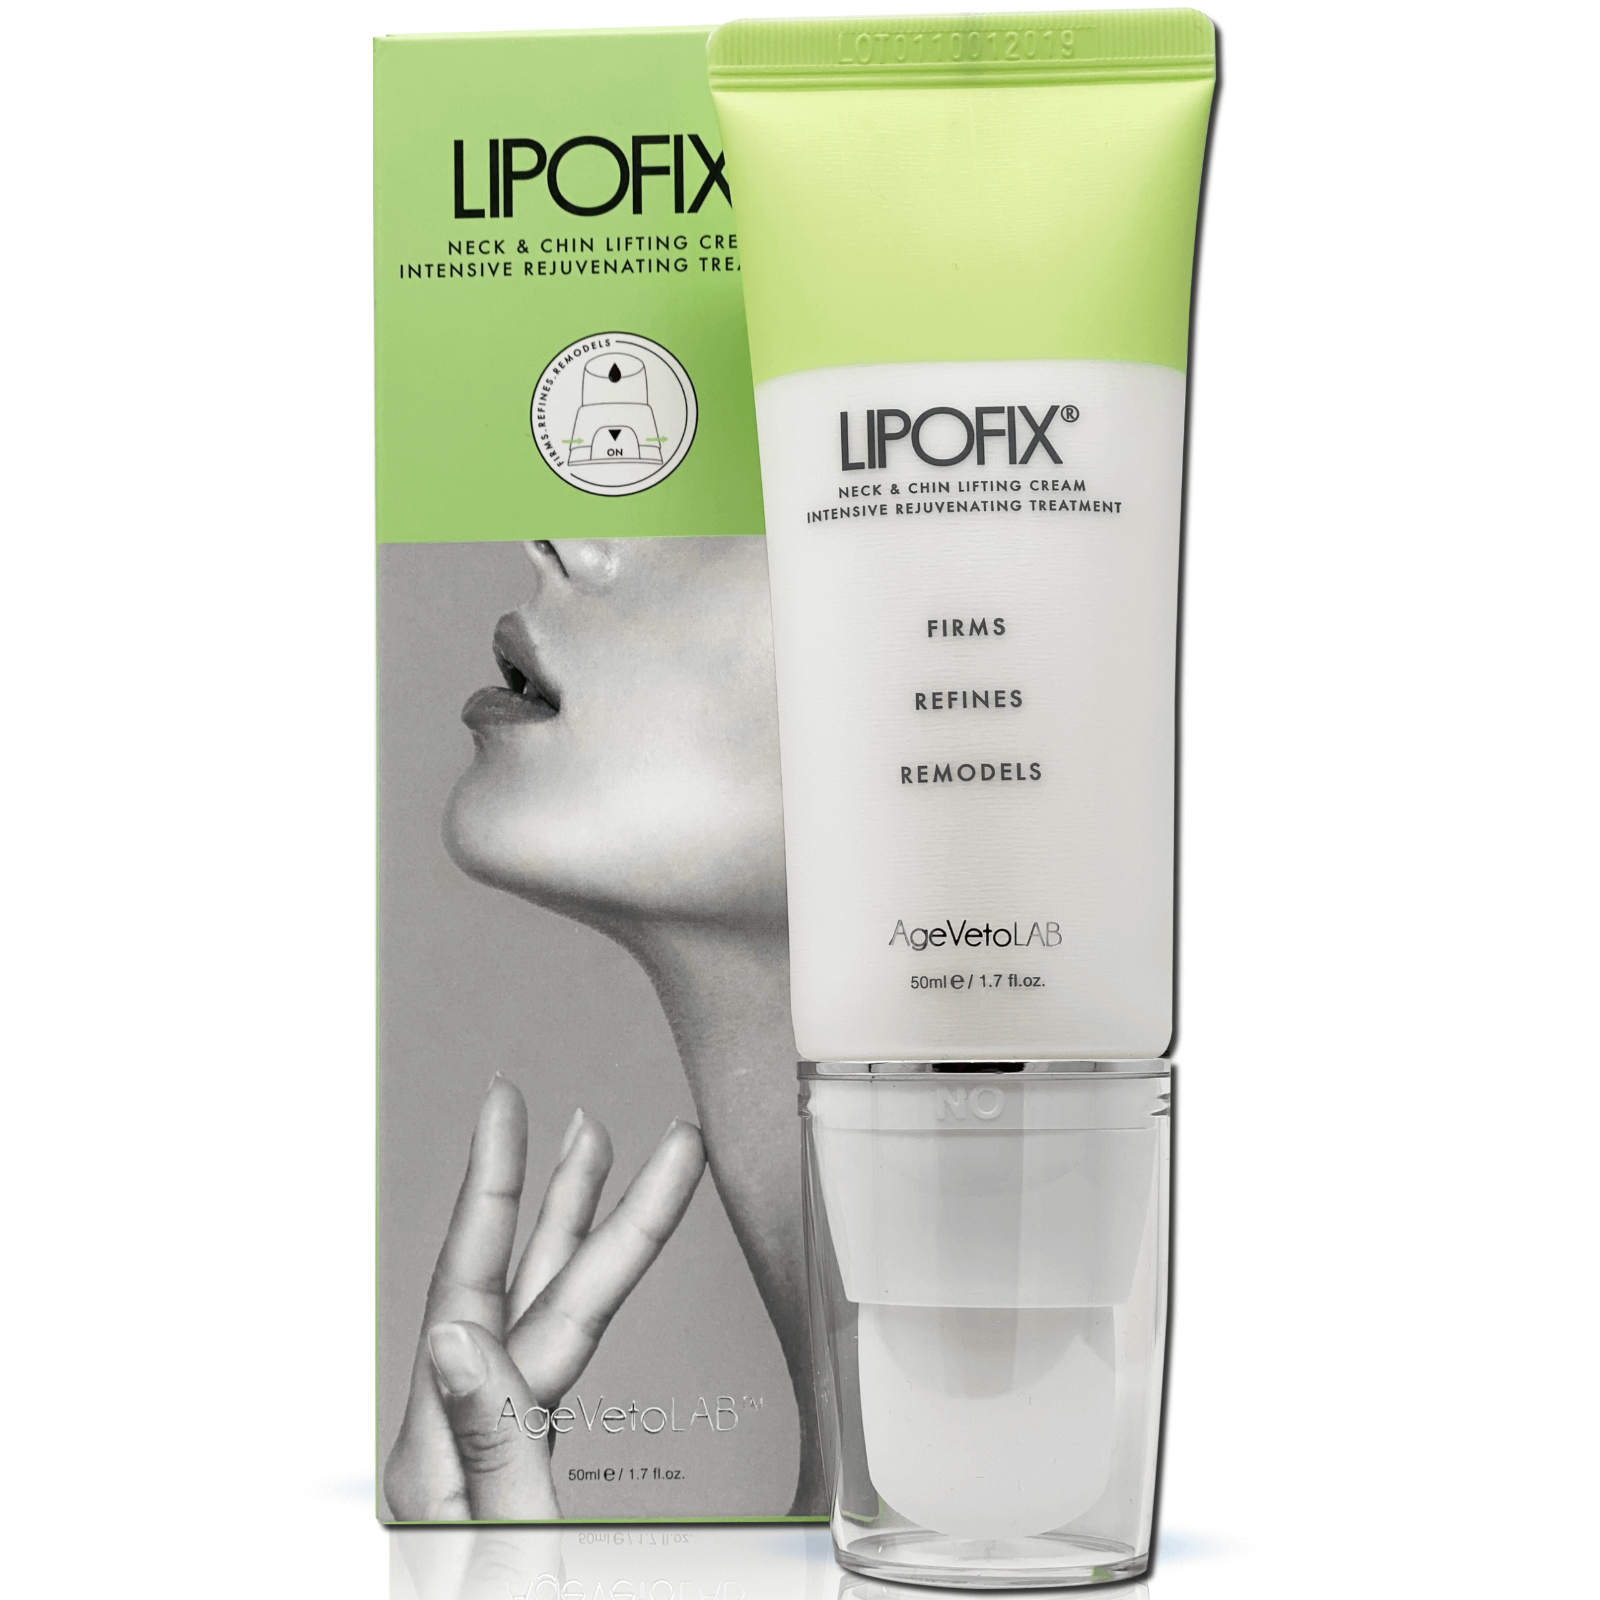 LIPOFIX
NECK & CHIN LIFTING CRE
INTENSIVE REJUVENATING TREA
FIRMS.REFINES.REMODELS
ON
AgeVetoLAB™
50ml ℮ / 1.7 fl.oz.
LOT0110012019
LIPOFIX®
NECK & CHIN LIFTING CREAM
INTENSIVE REJUVENATING TREATMENT
FIRMS
REFINES
REMODELS
AgeVetoLAB
50ml ℮ / 1.7 fl.oz.
NO